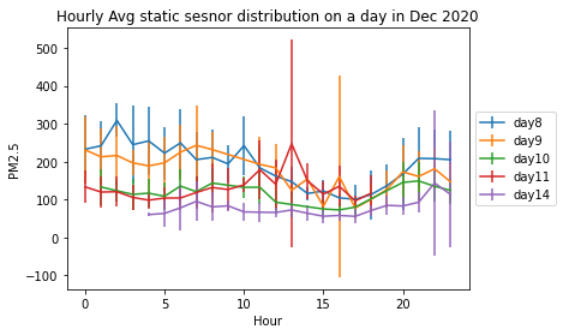 Hourly Avg static sesnor distribution on a day in Dec 2020
500
400
300
200
100
0
−100
PM2.5
0
5
10
15
20
Hour
day8
day9
day10
day11
day14